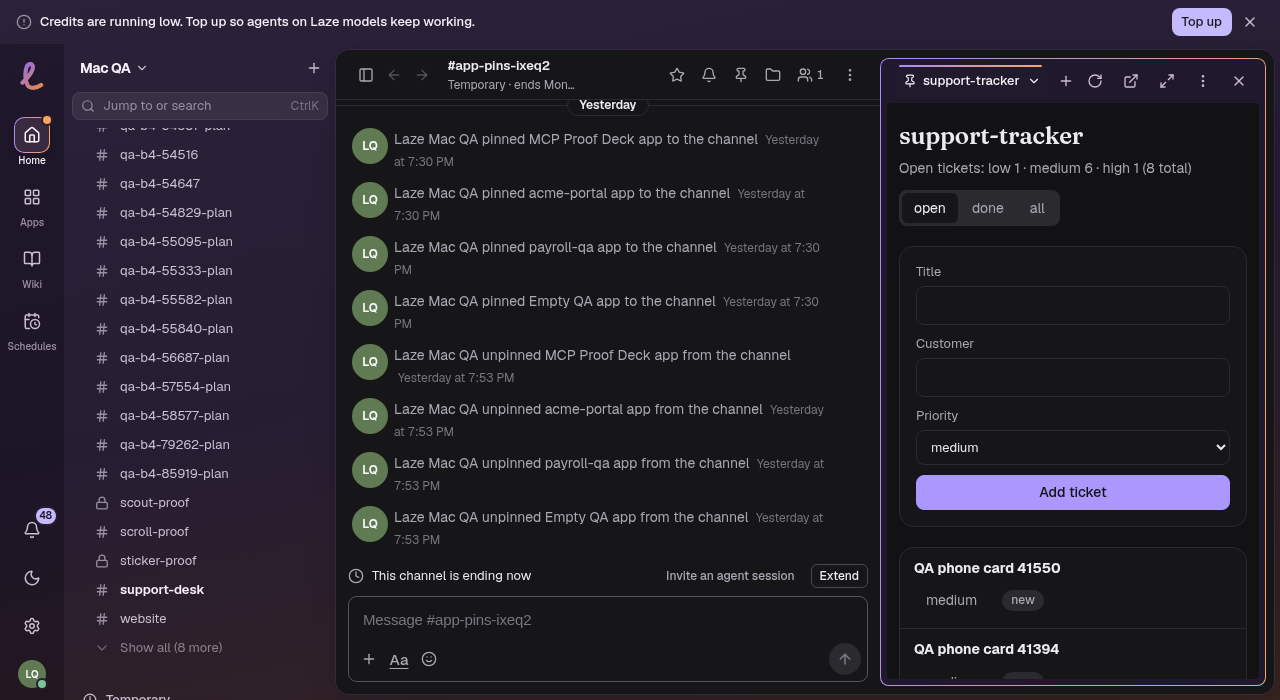 Credits are running low. Top up so agents on Laze models keep working.
Top up
Home
Apps
Wiki
Schedules
48
LQ
Mac QA
Jump to or search
CtrlK
qa-b4-54516
qa-b4-54647
qa-b4-54829-plan
qa-b4-55095-plan
qa-b4-55333-plan
qa-b4-55582-plan
qa-b4-55840-plan
qa-b4-56687-plan
qa-b4-57554-plan
qa-b4-58577-plan
qa-b4-79262-plan
qa-b4-85919-plan
scout-proof
scroll-proof
sticker-proof
support-desk
website
Show all (8 more)
Temporary
#app-pins-ixeq2
Temporary · ends Mon…
1
Yesterday
LQ
Laze Mac QA pinned MCP Proof Deck app to the channel Yesterday
at 7:30 PM
LQ
Laze Mac QA pinned acme-portal app to the channel Yesterday at
7:30 PM
LQ
Laze Mac QA pinned payroll-qa app to the channel Yesterday at 7:30
PM
LQ
Laze Mac QA pinned Empty QA app to the channel Yesterday at 7:30
PM
LQ
Laze Mac QA unpinned MCP Proof Deck app from the channel
Yesterday at 7:53 PM
LQ
Laze Mac QA unpinned acme-portal app from the channel Yesterday
at 7:53 PM
LQ
Laze Mac QA unpinned payroll-qa app from the channel Yesterday at
7:53 PM
LQ
Laze Mac QA unpinned Empty QA app from the channel Yesterday at
7:53 PM
This channel is ending now
Invite an agent session
Extend
Message #app-pins-ixeq2
Aa
support-tracker
support-tracker
Open tickets: low 1 · medium 6 · high 1 (8 total)
open
done
all
Title
Customer
Priority
medium
Add ticket
QA phone card 41550
medium
new
QA phone card 41394